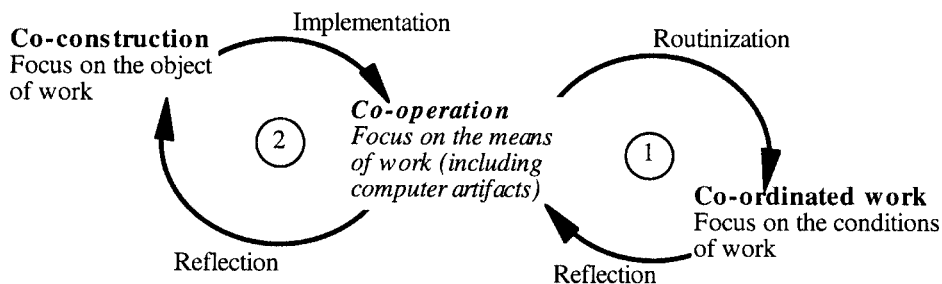 Implementation
Co-construction
Focus on the object
of work
Routinization
Co-operation
Focus on the means
of work (including
computer artifacts)
2
1
Co-ordinated work
Focus on the conditions
of work
Reflection
Reflection